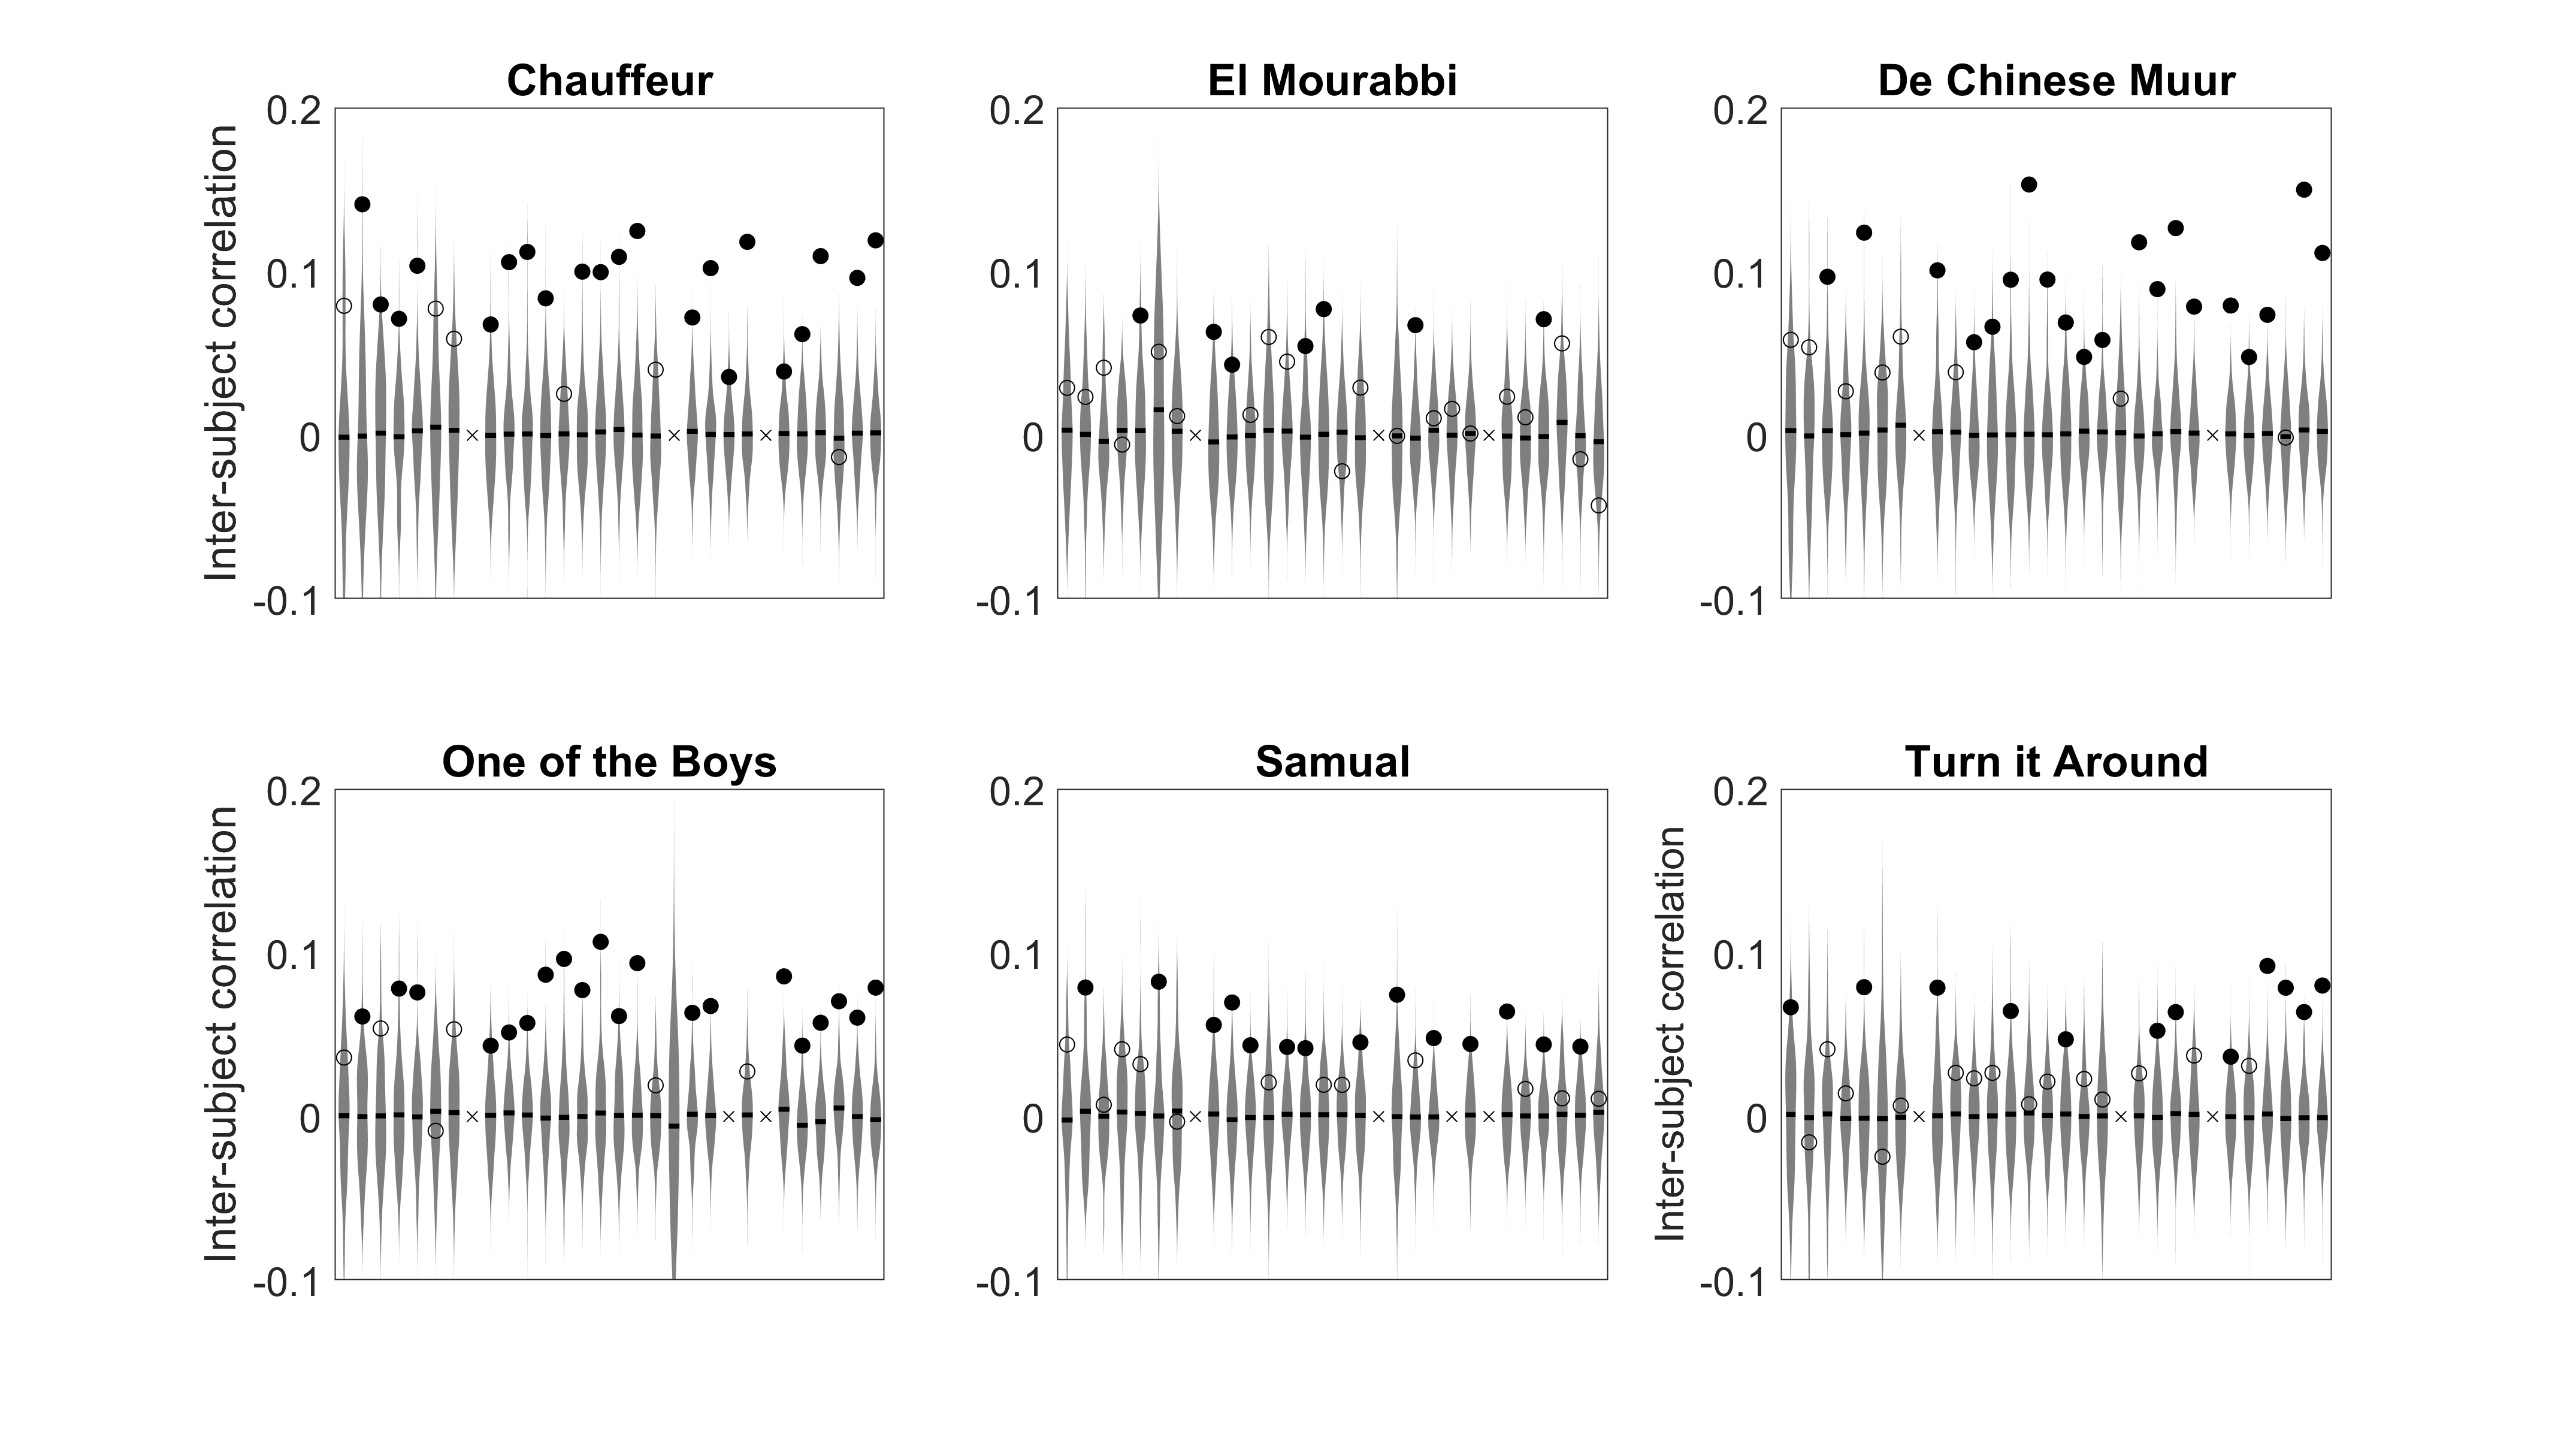 Chauffeur
El Mourabbi
De Chinese Muur
0.2
0.1
0
-0.1
Inter-subject correlation
0.2
0.1
0
-0.1
0.2
0.1
0
-0.1
One of the Boys
Samual
Turn it Around
0.2
0.1
0
-0.1
Inter-subject correlation
0.2
0.1
0
-0.1
0.2
0.1
0
-0.1
Inter-subject correlation